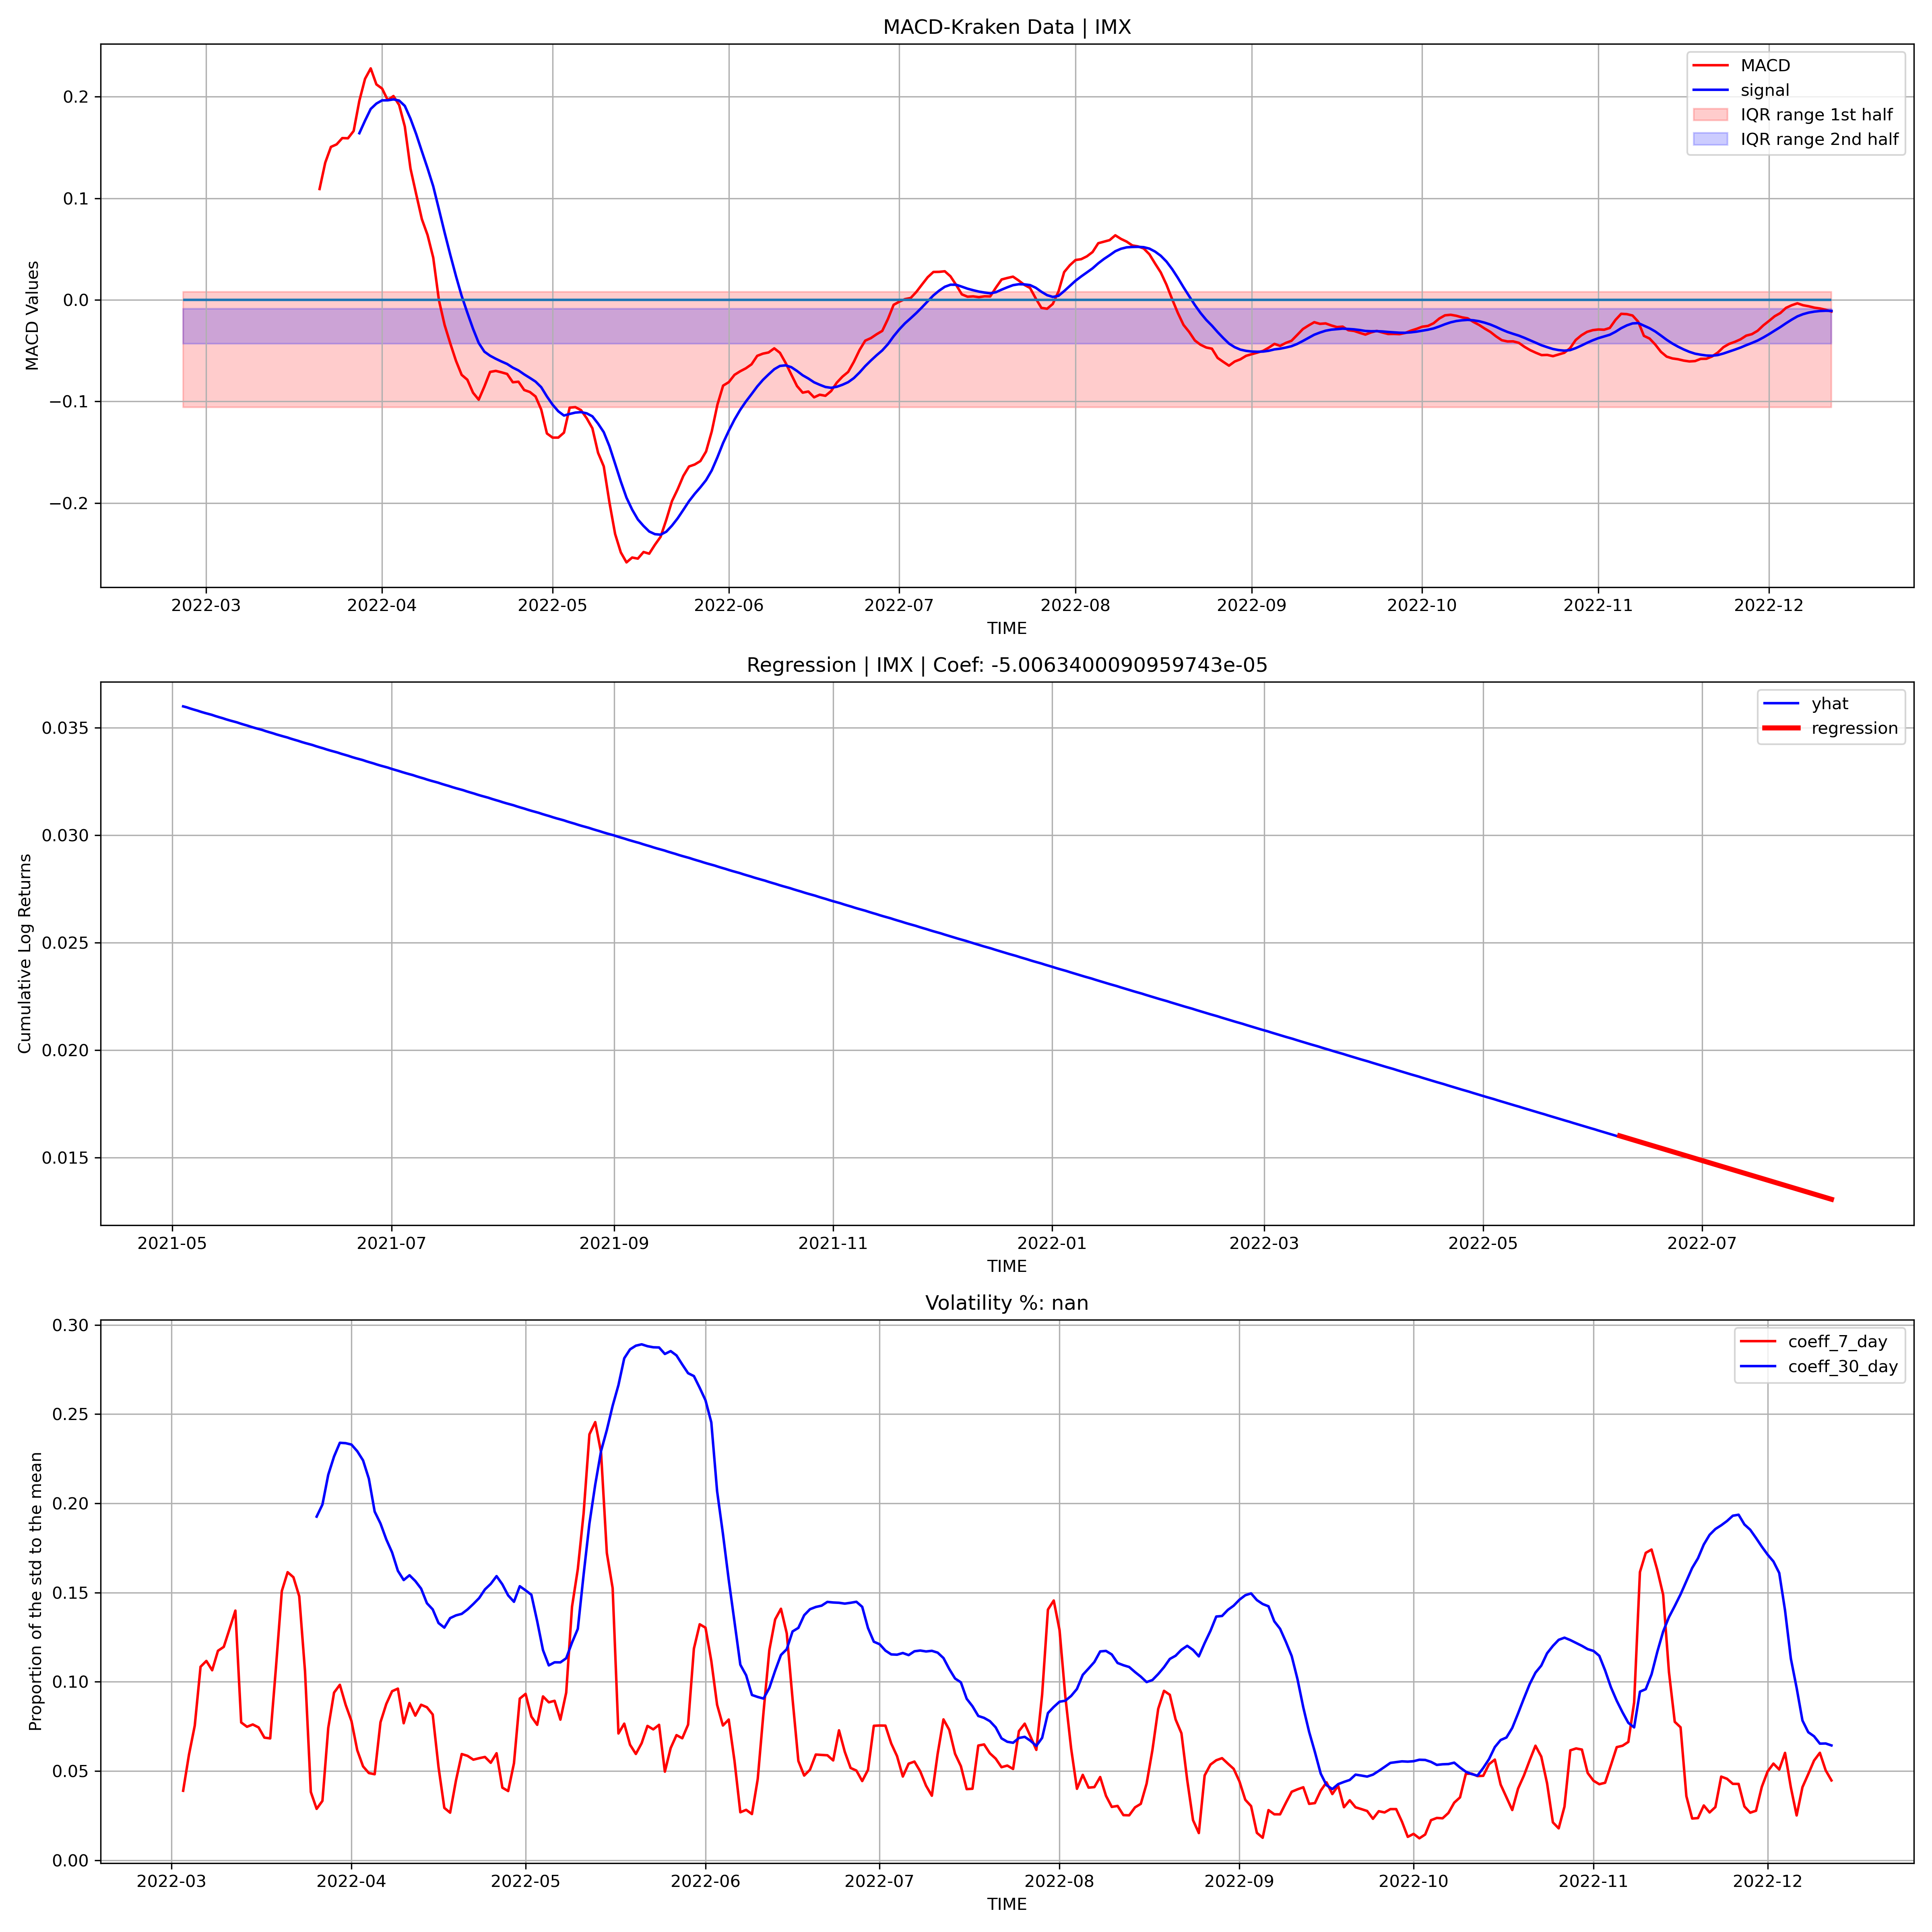 MACD-Kraken Data | IMX
MACD
signal
IQR range 1st half
IQR range 2nd half
MACD Values
0.2
0.1
0.0
−0.1
−0.2
2022-03 2022-04 2022-05 2022-06 2022-07 2022-08 2022-09 2022-10 2022-11 2022-12
TIME
Regression | IMX | Coef: -5.0063400090959743e-05
yhat
regression
Cumulative Log Returns
0.035
0.030
0.025
0.020
0.015
2021-05 2021-07 2021-09 2021-11 2022-01 2022-03 2022-05 2022-07
TIME
Volatility %: nan
coeff_7_day
coeff_30_day
Proportion of the std to the mean
0.30
0.25
0.20
0.15
0.10
0.05
0.00
2022-03 2022-04 2022-05 2022-06 2022-07 2022-08 2022-09 2022-10 2022-11 2022-12
TIME